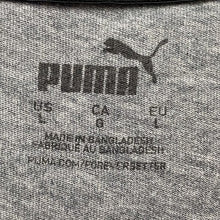 PUMA
US CA EU
L G L
MADE IN BANGLADESH
FABRIQUÉ AU BANGLADESH
PUMA.COM/FOREVERBETTER